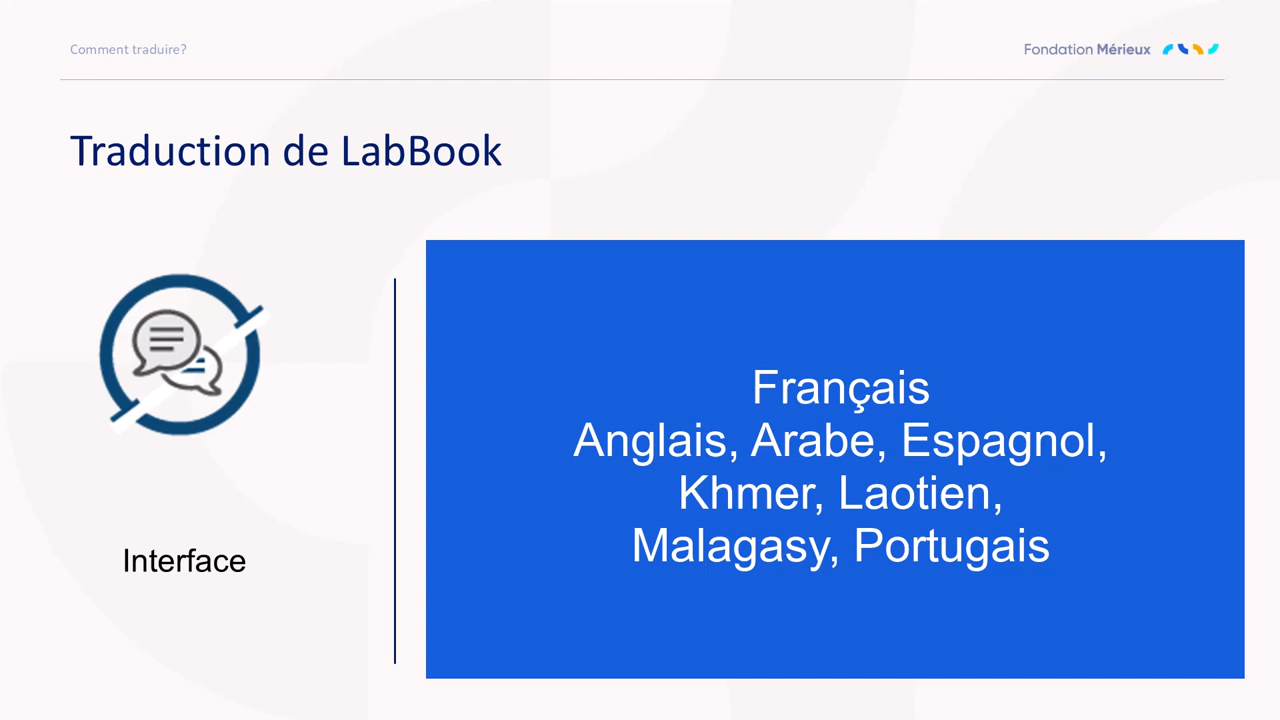 Comment traduire?
Fondation Mérieux
Traduction de LabBook
Français
Anglais, Arabe, Espagnol,
Khmer, Laotien,
Malagasy, Portugais
Interface